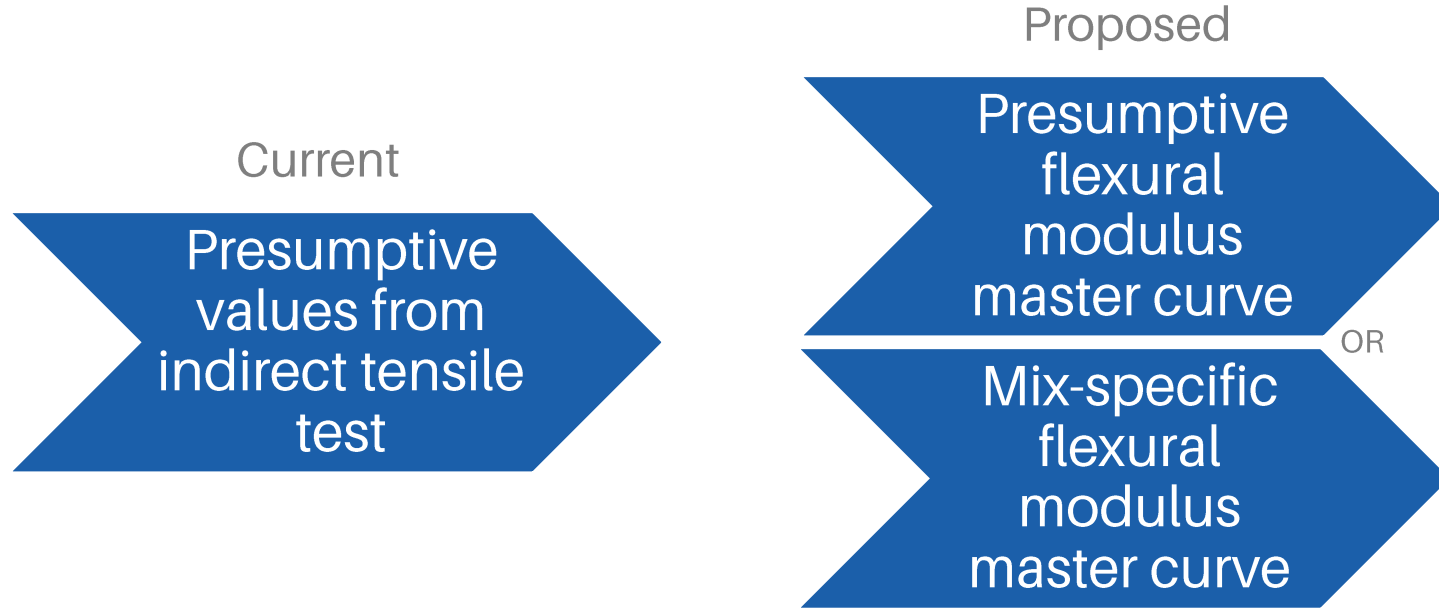 Current
Presumptive
values from
indirect tensile
test
Proposed
Presumptive
flexural
modulus
master curve
OR
Mix-specific
flexural
modulus
master curve